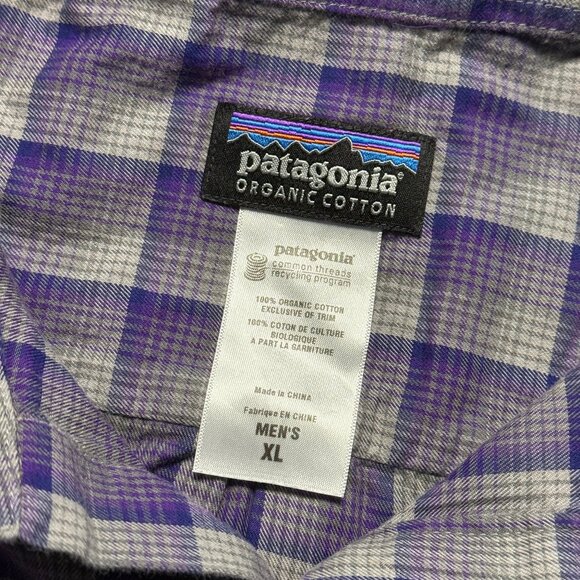 patagonia®
ORGANIC COTTON
patagonia®
common threads
recycling program
100% ORGANIC COTTON
EXCLUSIVE OF TRIM
100% COTON DE CULTURE
BIOLOGIQUE
A PART LA GARNITURE
Made in CHINA
Fabriqué EN CHINE
MEN'S
XL